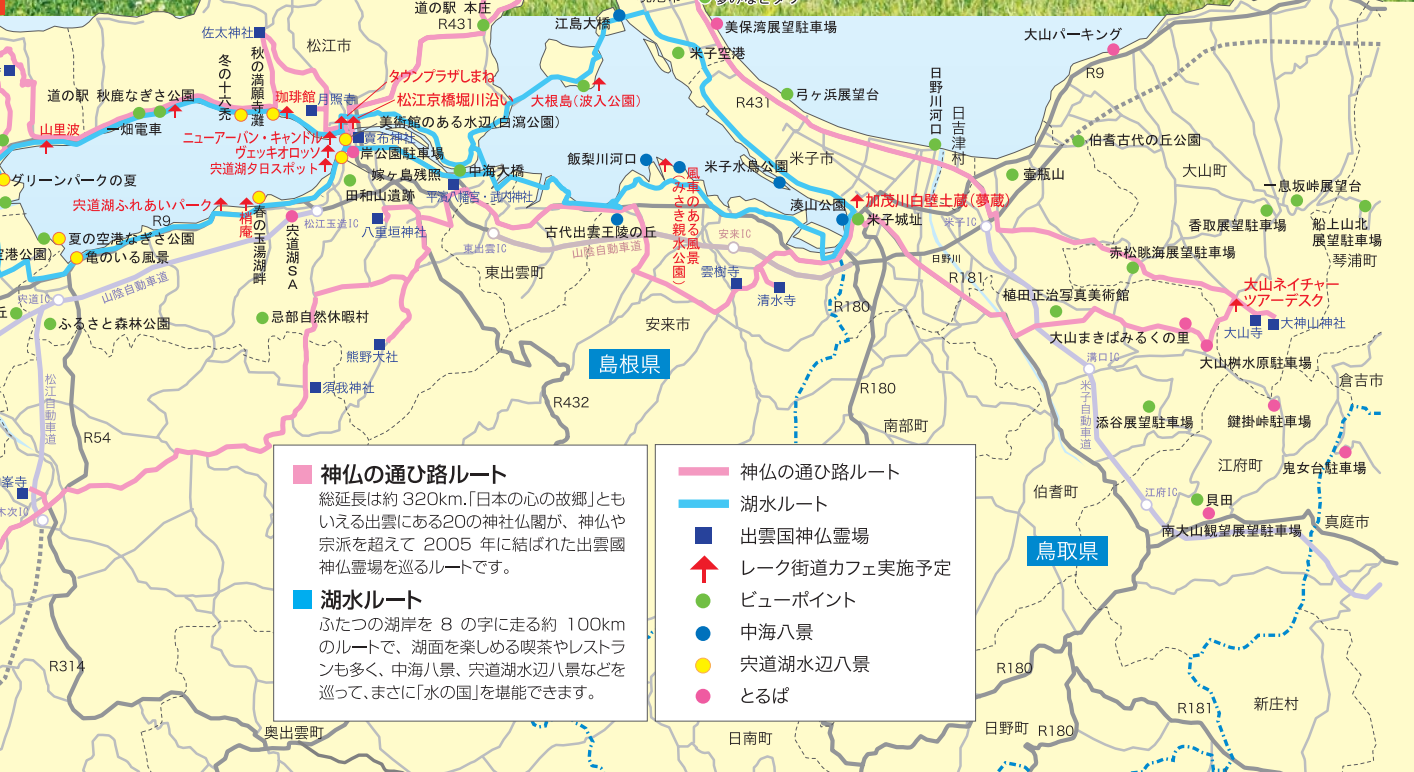 道の駅 本庄
R431
江島大橋
美保湾展望駐車場
大山パーキング
佐太神社
秋の満願寺灘
冬の十六禿
松江市
米子空港
R9
タウンプラザしまね
道の駅 秋鹿なぎさ公園
珈琲館
月照寺
松江京橋堀川沿い
大根島(波入公園)
R431
弓ヶ浜展望台
日野川河口
日吉津村
山里波
一畑電車
美術館のある水辺(白潟公園)
ニューアーバン・キャンドル
賣布神社
ヴェッキオロッソ
岸公園駐車場
宍道湖夕日スポット
嫁ヶ島残照
中海大橋
飯梨川河口
米子水鳥公園
米子市
伯耆古代の丘公園
大山町
壷瓶山
グリーンパークの夏
田和山遺跡
平濱八幡宮・武内神社
風車のある風景
(みさき親水公園)
一息坂峠展望台
宍道湖ふれあいパーク
梢庵
春の玉湯湖畔
R9
宍道湖SA
松江玉造IC
八重垣神社
湊山公園
加茂川白壁土蔵(夢蔵)
米子城址
米子IC
香取展望駐車場
船上山北
展望駐車場
夏の空港なぎさ公園
空港公園)
亀のいる風景
東出雲IC
古代出雲王陵の丘
山陰自動車道
安来IC
日野川
赤松眺海展望駐車場
琴浦町
東出雲町
雲樹寺
清水寺
R181
宍道IC
山陰自動車道
丘
ふるさと森林公園
忌部自然休暇村
R180
植田正治写真美術館
大山ネイチャー
ツアーデスク
安来市
大山寺
大神山神社
熊野大社
大山まきばみるくの里
島根県
溝口IC
大山桝水原駐車場
松江自動車道
須我神社
米子自動車道
倉吉市
R180
R432
添谷展望駐車場
鍵掛峠駐車場
R54
南部町
江府町
鬼女台駐車場
峯寺
木次IC
伯耆町
江府IC
貝田
南大山観望展望駐車場
真庭市
鳥取県
神仏の通ひ路ルート
総延長は約 320km.「日本の心の故郷」とも
いえる出雲にある20の神社仏閣が、神仏や
宗派を超えて 2005 年に結ばれた出雲國
神仏霊場を巡るルートです。
湖水ルート
ふたつの湖岸を 8 の字に走る約 100km
のルートで、湖面を楽しめる喫茶やレストラ
ンも多く、中海八景、宍道湖水辺八景などを
巡って、まさに「水の国」を堪能できます。
神仏の通ひ路ルート
湖水ルート
出雲国神仏霊場
レーク街道カフェ実施予定
ビューポイント
中海八景
宍道湖水辺八景
とるぱ
R314
R180
R181
新庄村
奥出雲町
日南町
日野町
R180